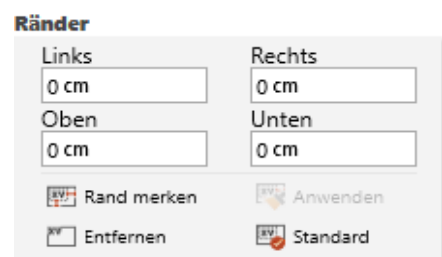 Ränder
Links Rechts
0 cm 0 cm
Oben Unten
0 cm 0 cm
Rand merken Anwenden
Entfernen Standard